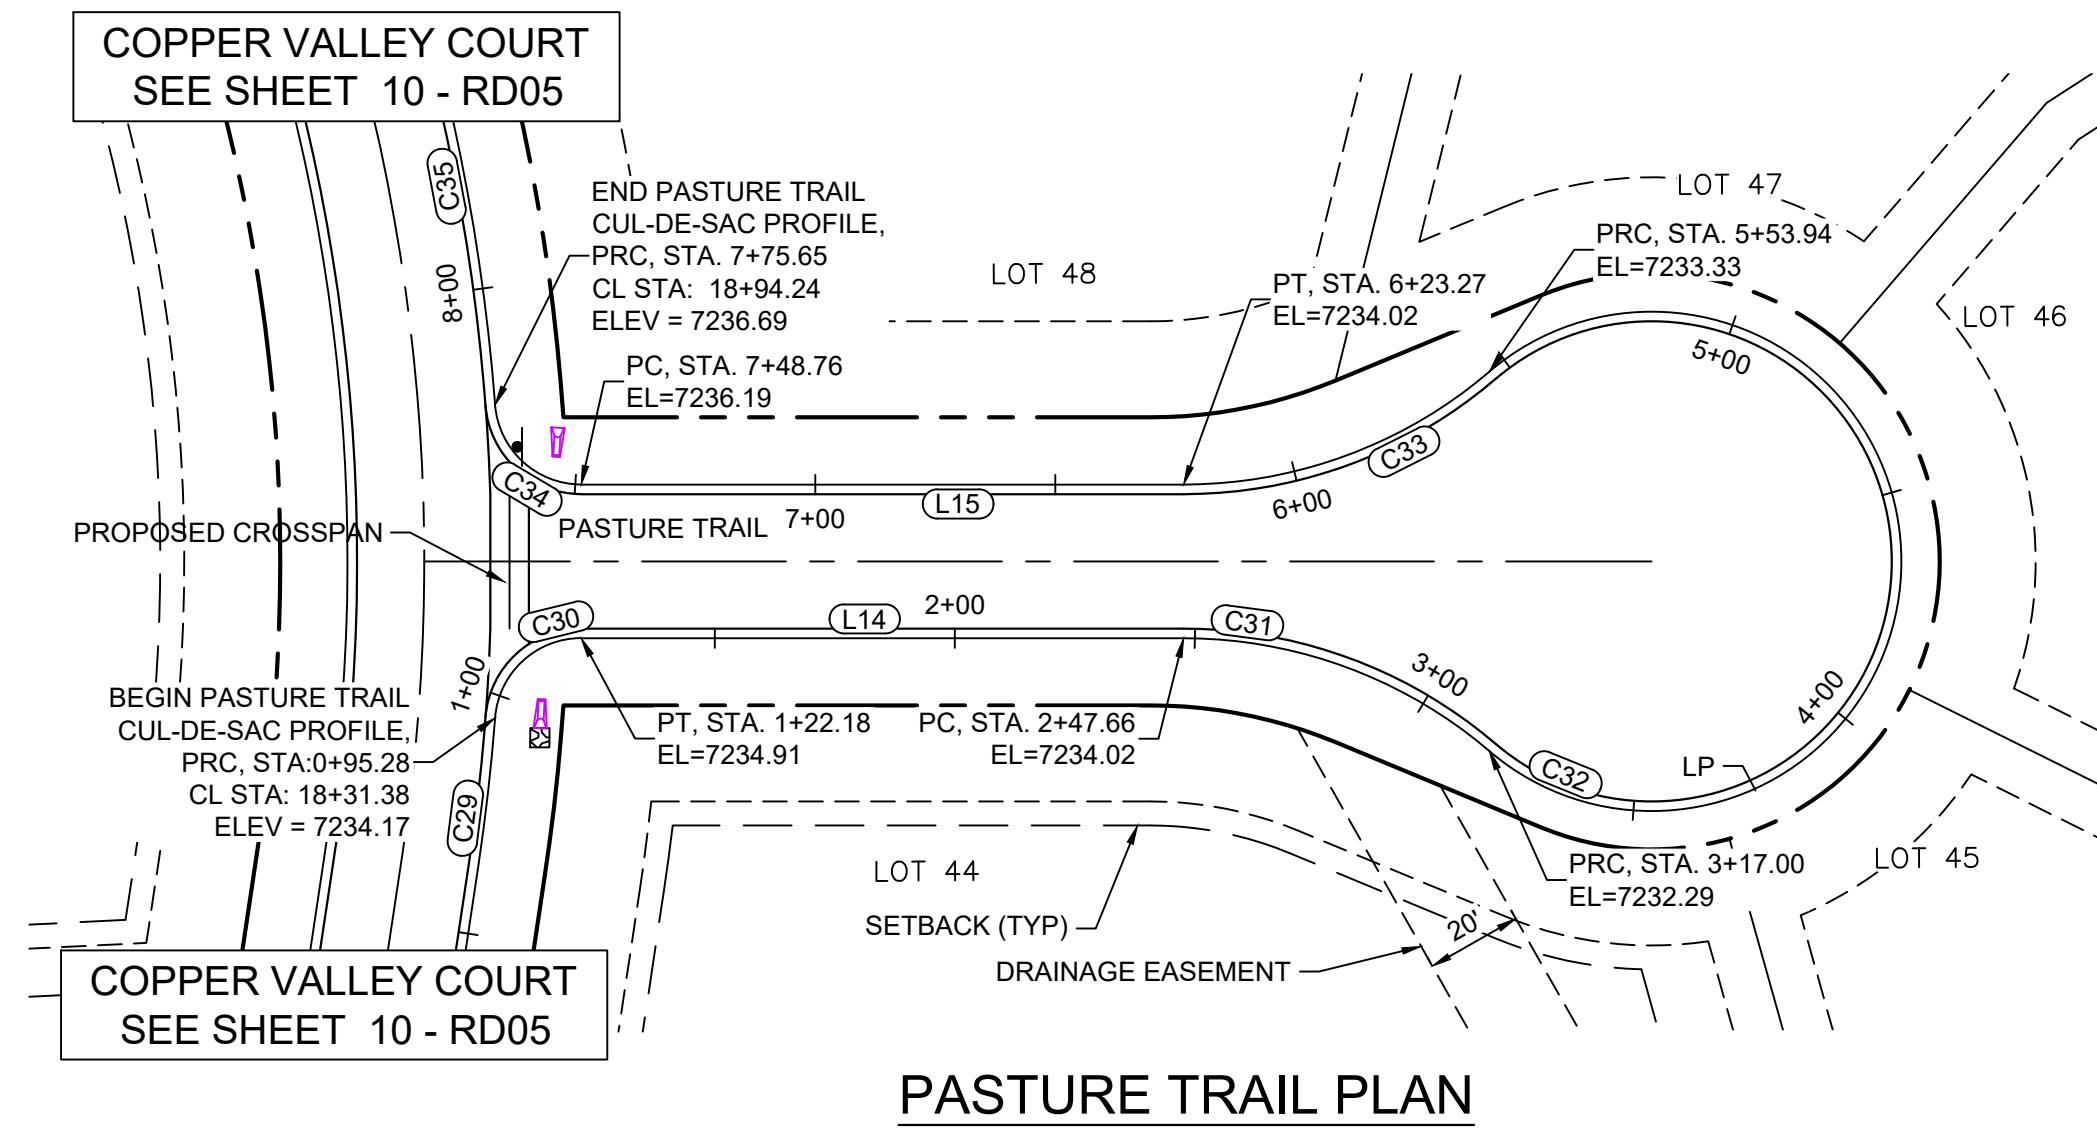 COPPER VALLEY COURT
SEE SHEET 10 - RD05
C35
8+00
END PASTURE TRAIL
CUL-DE-SAC PROFILE,
PRC, STA. 7+75.65
CL STA: 18+94.24
ELEV = 7236.69
PC, STA. 7+48.76
EL=7236.19
LOT 48
PT, STA. 6+23.27
EL=7234.02
LOT 47
PRC, STA. 5+53.94
EL=7233.33
LOT 46
5+00
C33
C34
L15
6+00
7+00
PASTURE TRAIL
PROPOSED CROSSPAN
C30
L14
2+00
C31
3+00
4+00
1+00
BEGIN PASTURE TRAIL
CUL-DE-SAC PROFILE,
PRC, STA:0+95.28
CL STA: 18+31.38
ELEV = 7234.17
C29
PT, STA. 1+22.18
EL=7234.91
PC, STA. 2+47.66
EL=7234.02
C32
LP
PRC, STA. 3+17.00
EL=7232.29
LOT 45
LOT 44
SETBACK (TYP)
20'
DRAINAGE EASEMENT
COPPER VALLEY COURT
SEE SHEET 10 - RD05
PASTURE TRAIL PLAN